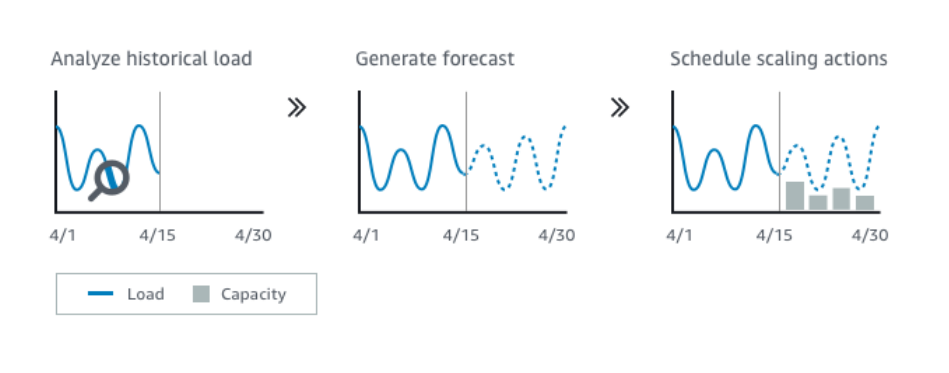 Analyze historical load
Generate forecast
Schedule scaling actions
4/1 4/15 4/30
4/1 4/15 4/30
4/1 4/15 4/30
Load Capacity